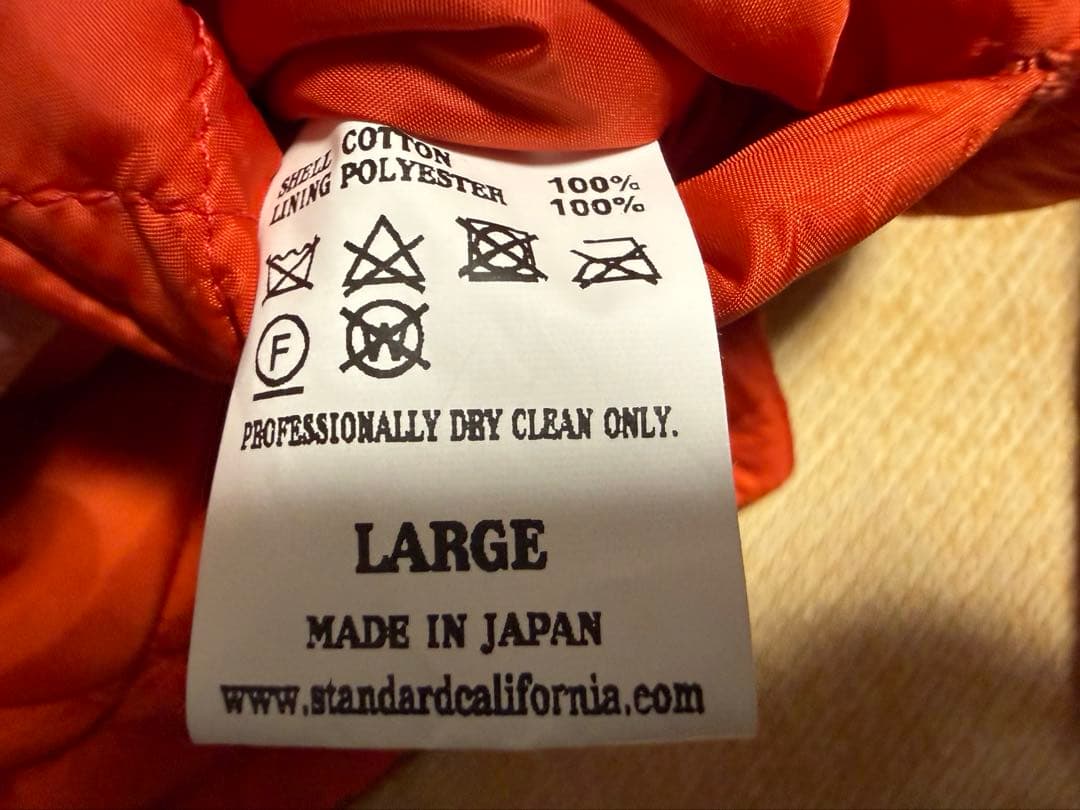 SHELL COTTON 100%
LINING POLYESTER 100%
F W
PROFESSIONALLY DRY CLEAN ONLY.
LARGE
MADE IN JAPAN
www.standardcalifornia.com